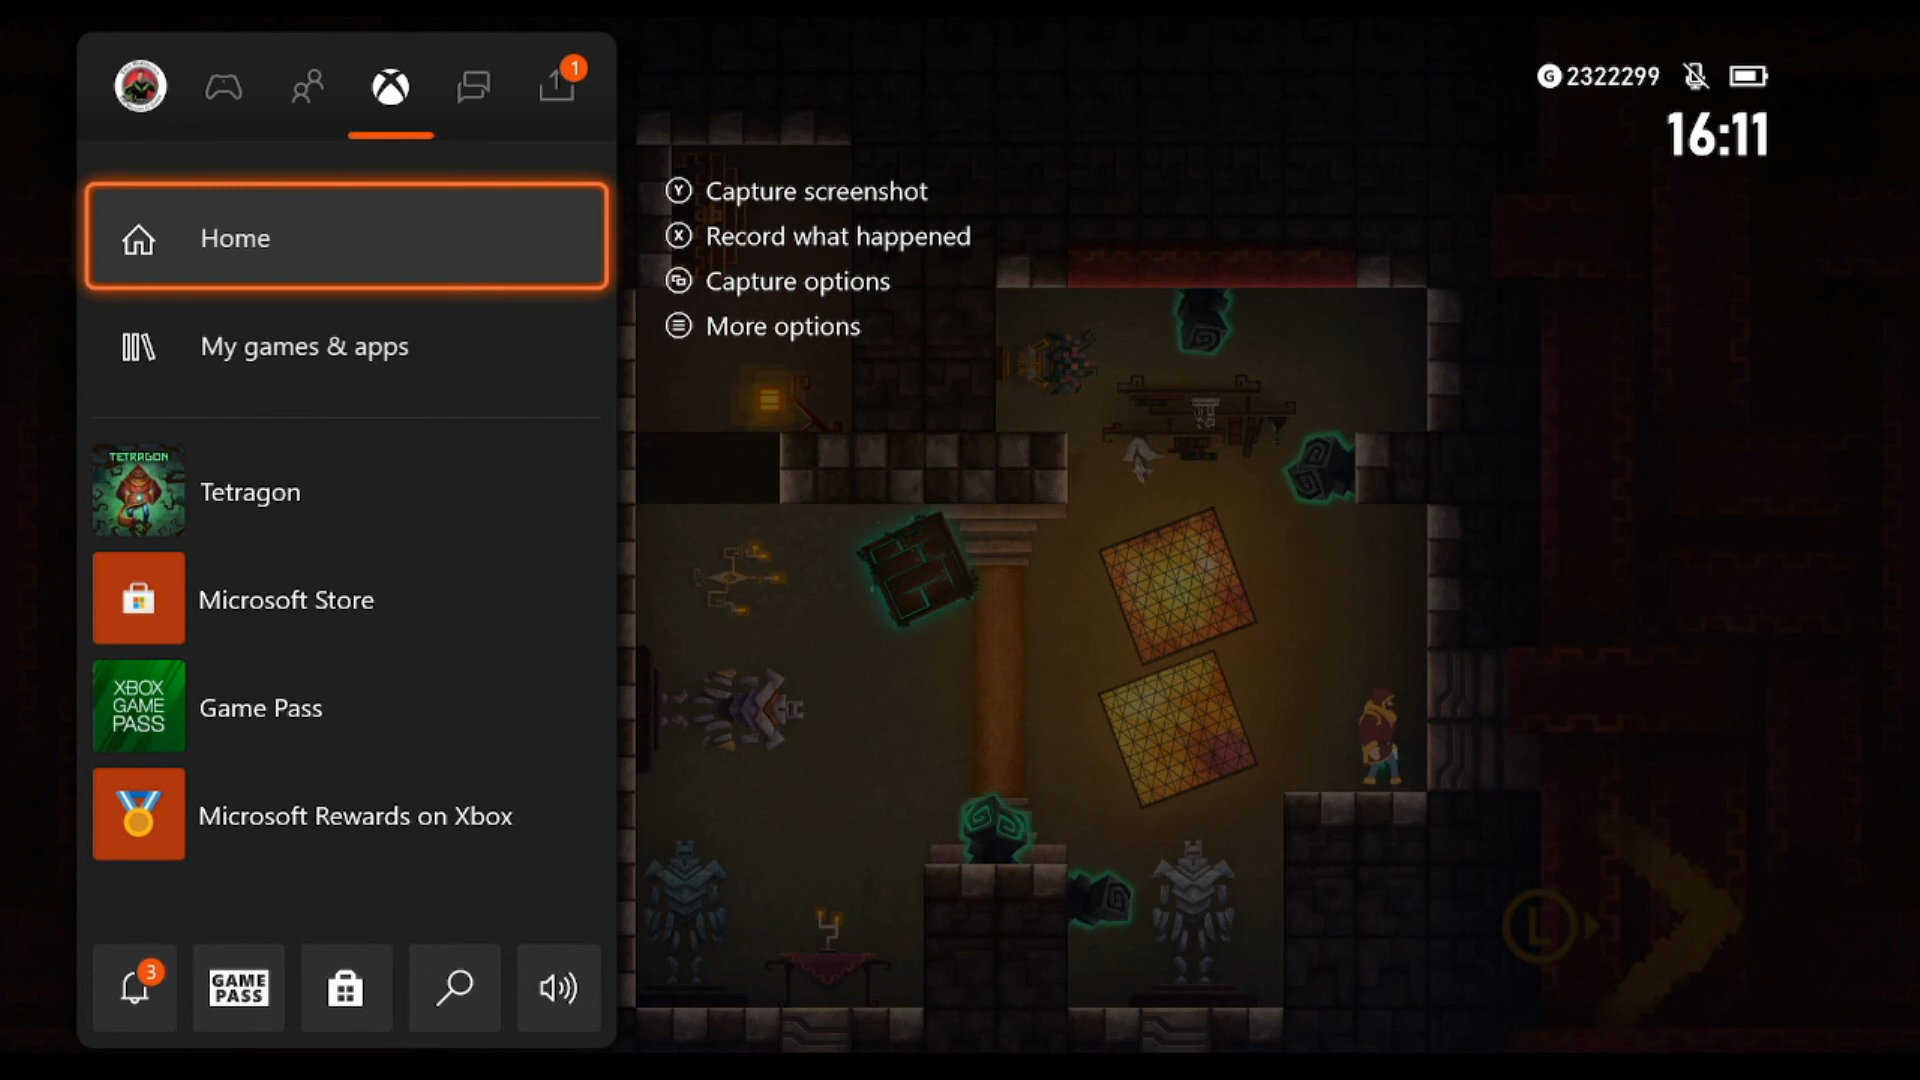 1
G 2322299
16:11
Home
My games & apps
Y Capture screenshot
X Record what happened
Capture options
More options
TETRAGON
Tetragon
Microsoft Store
XBOX
GAME
PASS
Game Pass
Microsoft Rewards on Xbox
3
GAME
PASS
L